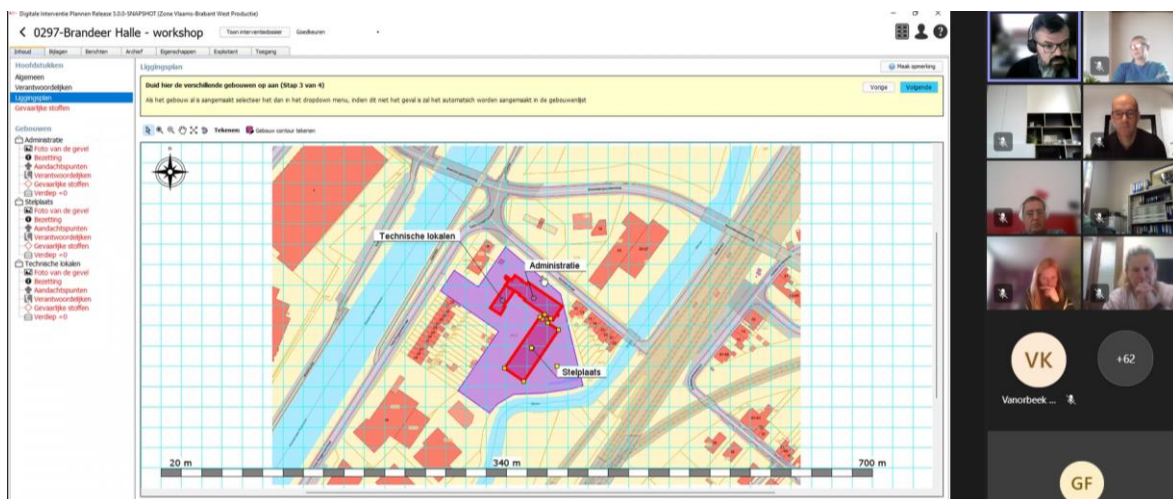 Digitale Interventie Plannen Release 5.0.0-SNAPSHOT (Zone Vlaams-Brabant West Productie)
0297-Brandeer Halle - workshop
Toon interventiedossier
Goedkeuren
Inhoud Bijlagen Berichten Archief Eigenschappen Exploitant Toegang
Hoofdstukken
Algemeen
Verantwoordelijken
Liggingsplan
Gevaarlijke stoffen
Gebouwen
Administratie
Foto van de gevel
Bezetting
Aandachtspunten
Verantwoordelijken
Gevaarlijke stoffen
Verdiep +0
Stelplaats
Foto van de gevel
Bezetting
Aandachtspunten
Verantwoordelijken
Gevaarlijke stoffen
Verdiep +0
Technische lokalen
Foto van de gevel
Bezetting
Aandachtspunten
Verantwoordelijken
Gevaarlijke stoffen
Verdiep +0
Liggingsplan
Maak opmerking
Duid hier de verschillende gebouwen op aan (Stap 3 van 4)
Als het gebouw al is aangemaakt selecteer het dan in het dropdown menu, indien dit niet het geval is zal het automatisch worden aangemaakt in de gebouwenlijst
Vorige
Volgende
Tekenen: Gebouw contour tekenen
Technische lokalen
Administratie
Stelplaats
20 m
340 m
700 m
VK
+62
Vanorbeek ...
GF